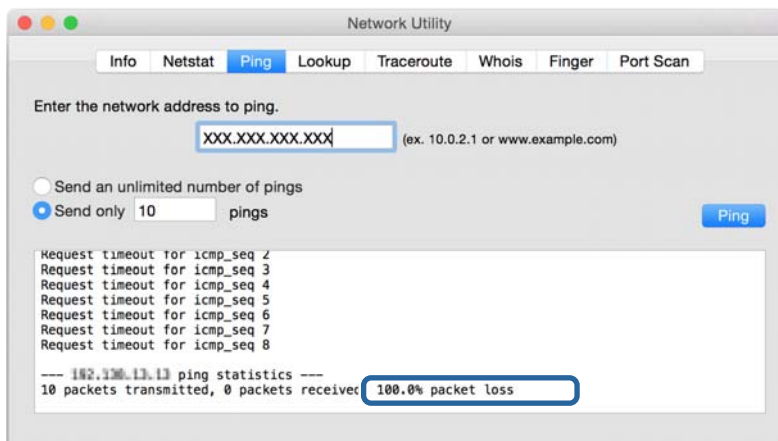 Network Utility
Info Netstat Ping Lookup Traceroute Whois Finger Port Scan
Enter the network address to ping.
XXX.XXX.XXX.XXX (ex. 10.0.2.1 or www.example.com)
Send an unlimited number of pings
Send only 10 pings
Ping
Request timeout for icmp_seq 2
Request timeout for icmp_seq 3
Request timeout for icmp_seq 4
Request timeout for icmp_seq 5
Request timeout for icmp_seq 6
Request timeout for icmp_seq 7
Request timeout for icmp_seq 8
--- ping statistics ---
10 packets transmitted, 0 packets received 100.0% packet loss